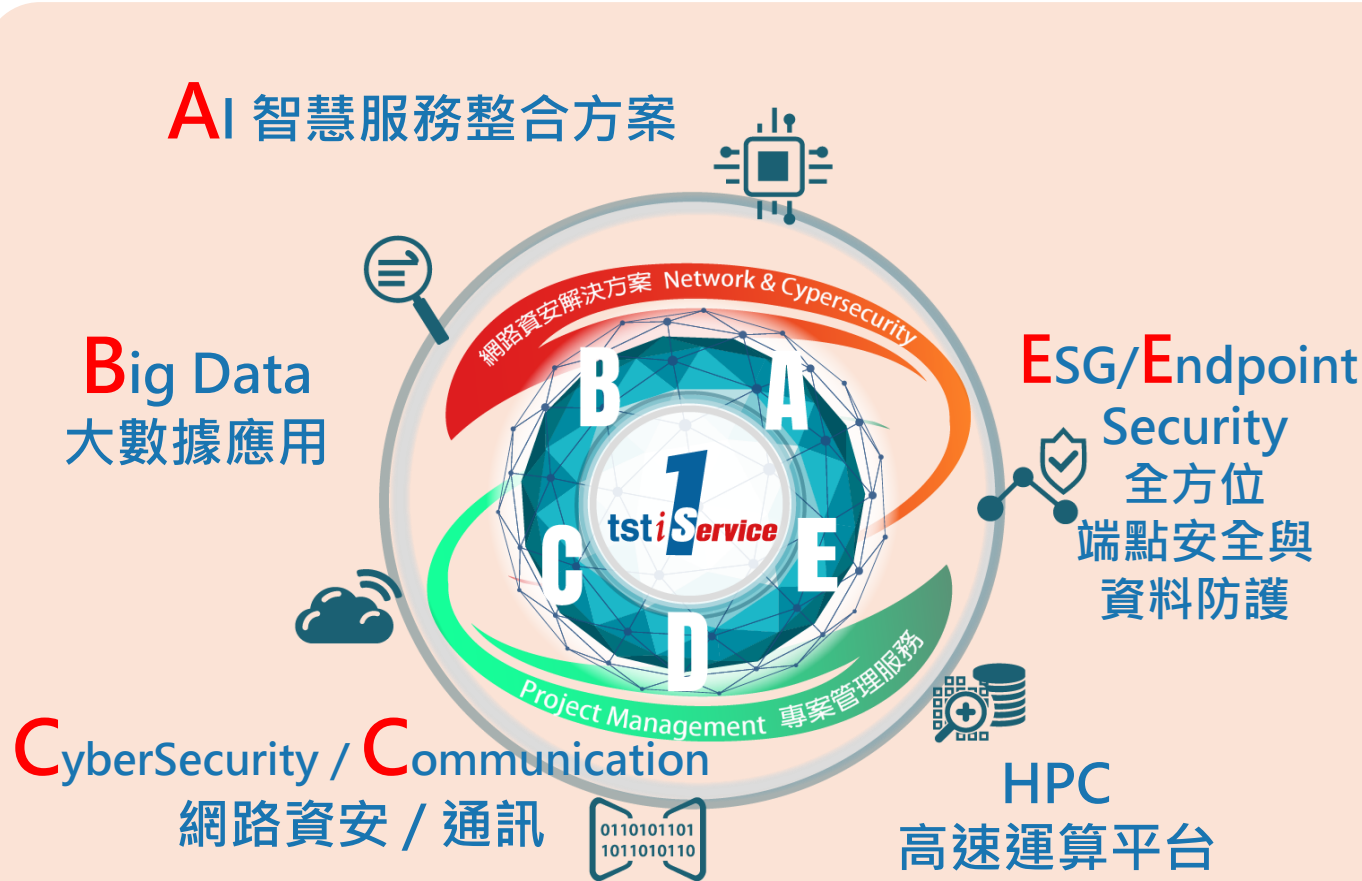 AI 智慧服務整合方案
網路資安解決方案 Network & Cypersecurity
Big Data
大數據應用
B
A
ESG/Endpoint
Security
全方位
端點安全與
資料防護
1
tst i Service
C
E
D
Project Management 專案管理服務
CyberSecurity / Communication
網路資安 / 通訊
0110101101
1011010110
HPC
高速運算平台